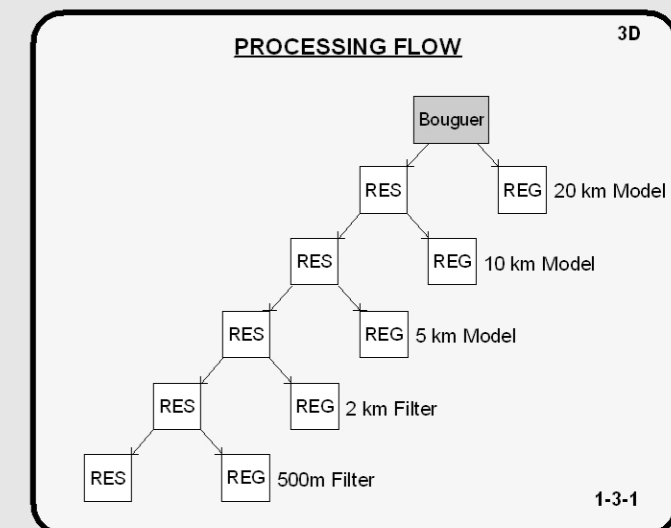 3D
PROCESSING FLOW
Bouguer
RES
REG 20 km Model
RES
REG 10 km Model
RES
REG 5 km Model
RES
REG 2 km Filter
RES
REG 500m Filter
1-3-1